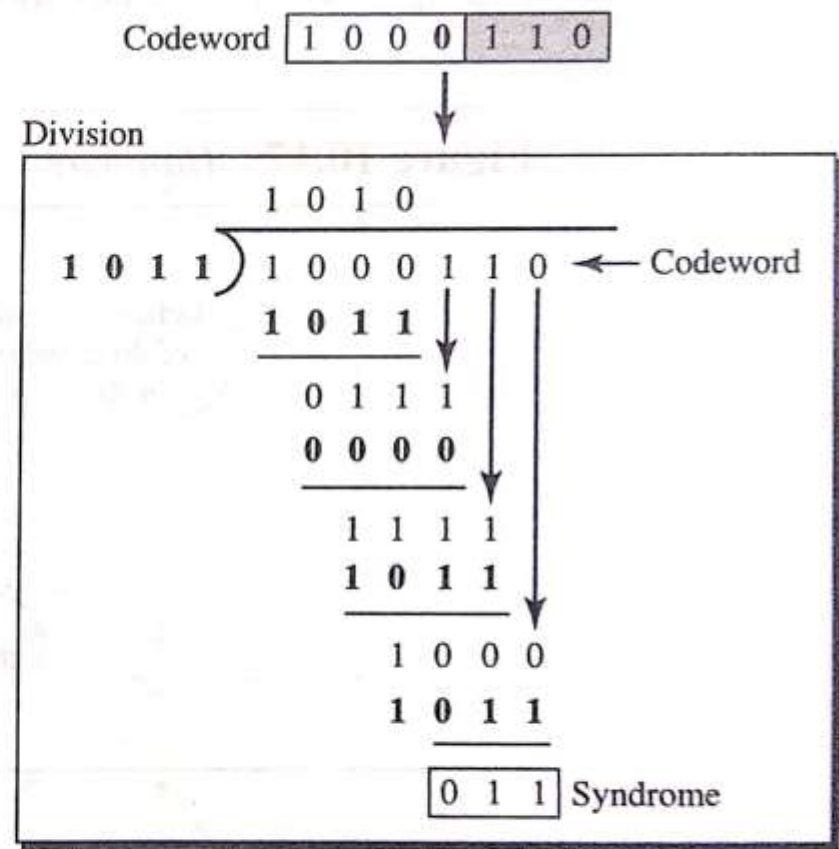 Codeword 1 0 0 0 1 1 0
Division
1 0 1 0
1 0 1 1 ) 1 0 0 0 1 1 0 Codeword
1 0 1 1
0 1 1 1
0 0 0 0
1 1 1 1
1 0 1 1
1 0 0 0
1 0 1 1
0 1 1 Syndrome